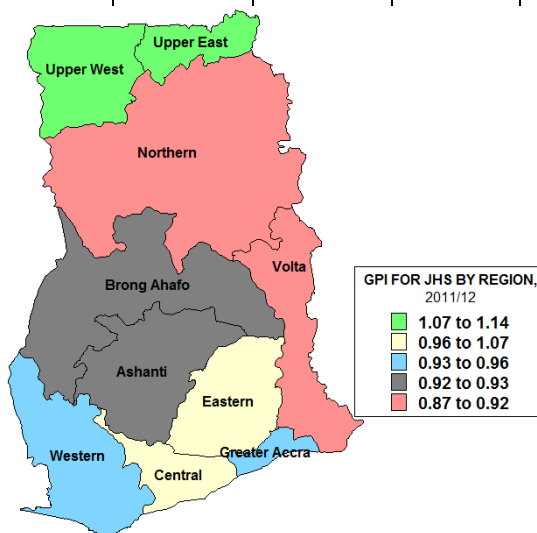 Upper East
Upper West
Northern
Volta
Brong Ahafo
Ashanti
Eastern
Greater Accra
Western
Central
GPI FOR JHS BY REGION,
2011/12
1.07 to 1.14
0.96 to 1.07
0.93 to 0.96
0.92 to 0.93
0.87 to 0.92